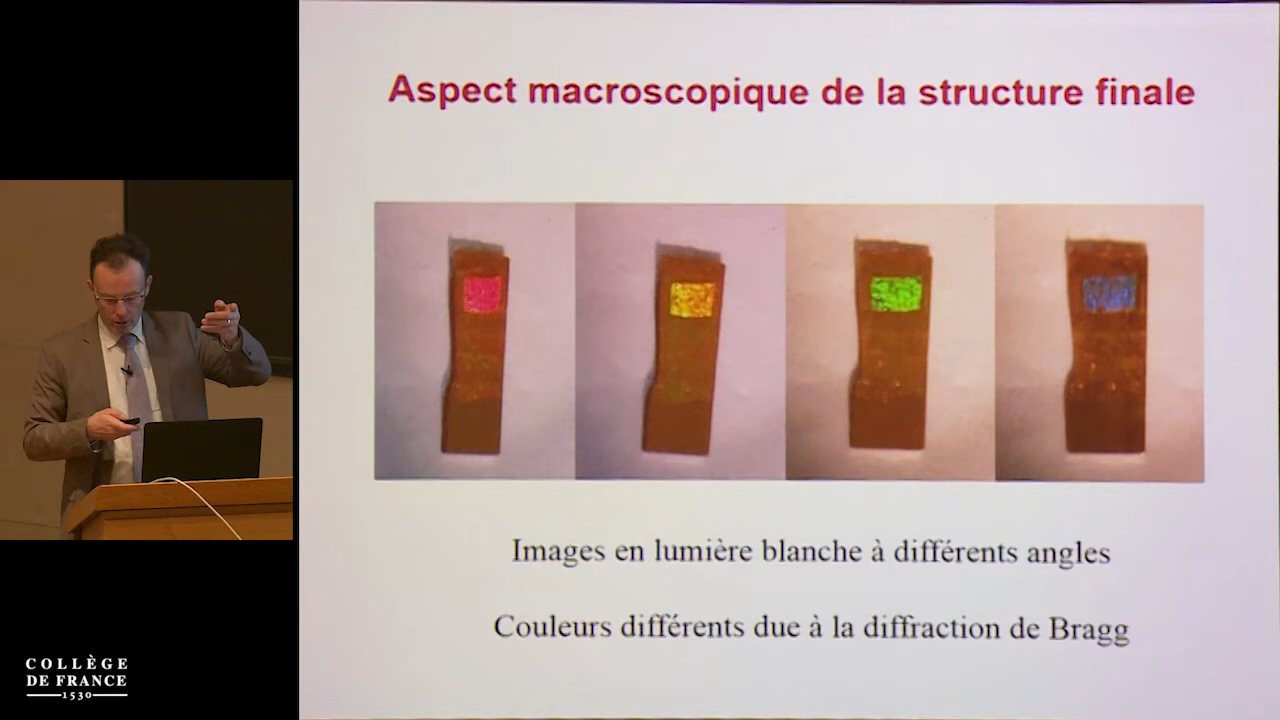 Aspect macroscopique de la structure finale
Images en lumière blanche à différents angles
Couleurs différents due à la diffraction de Bragg
COLLÈGE
DE FRANCE
1530